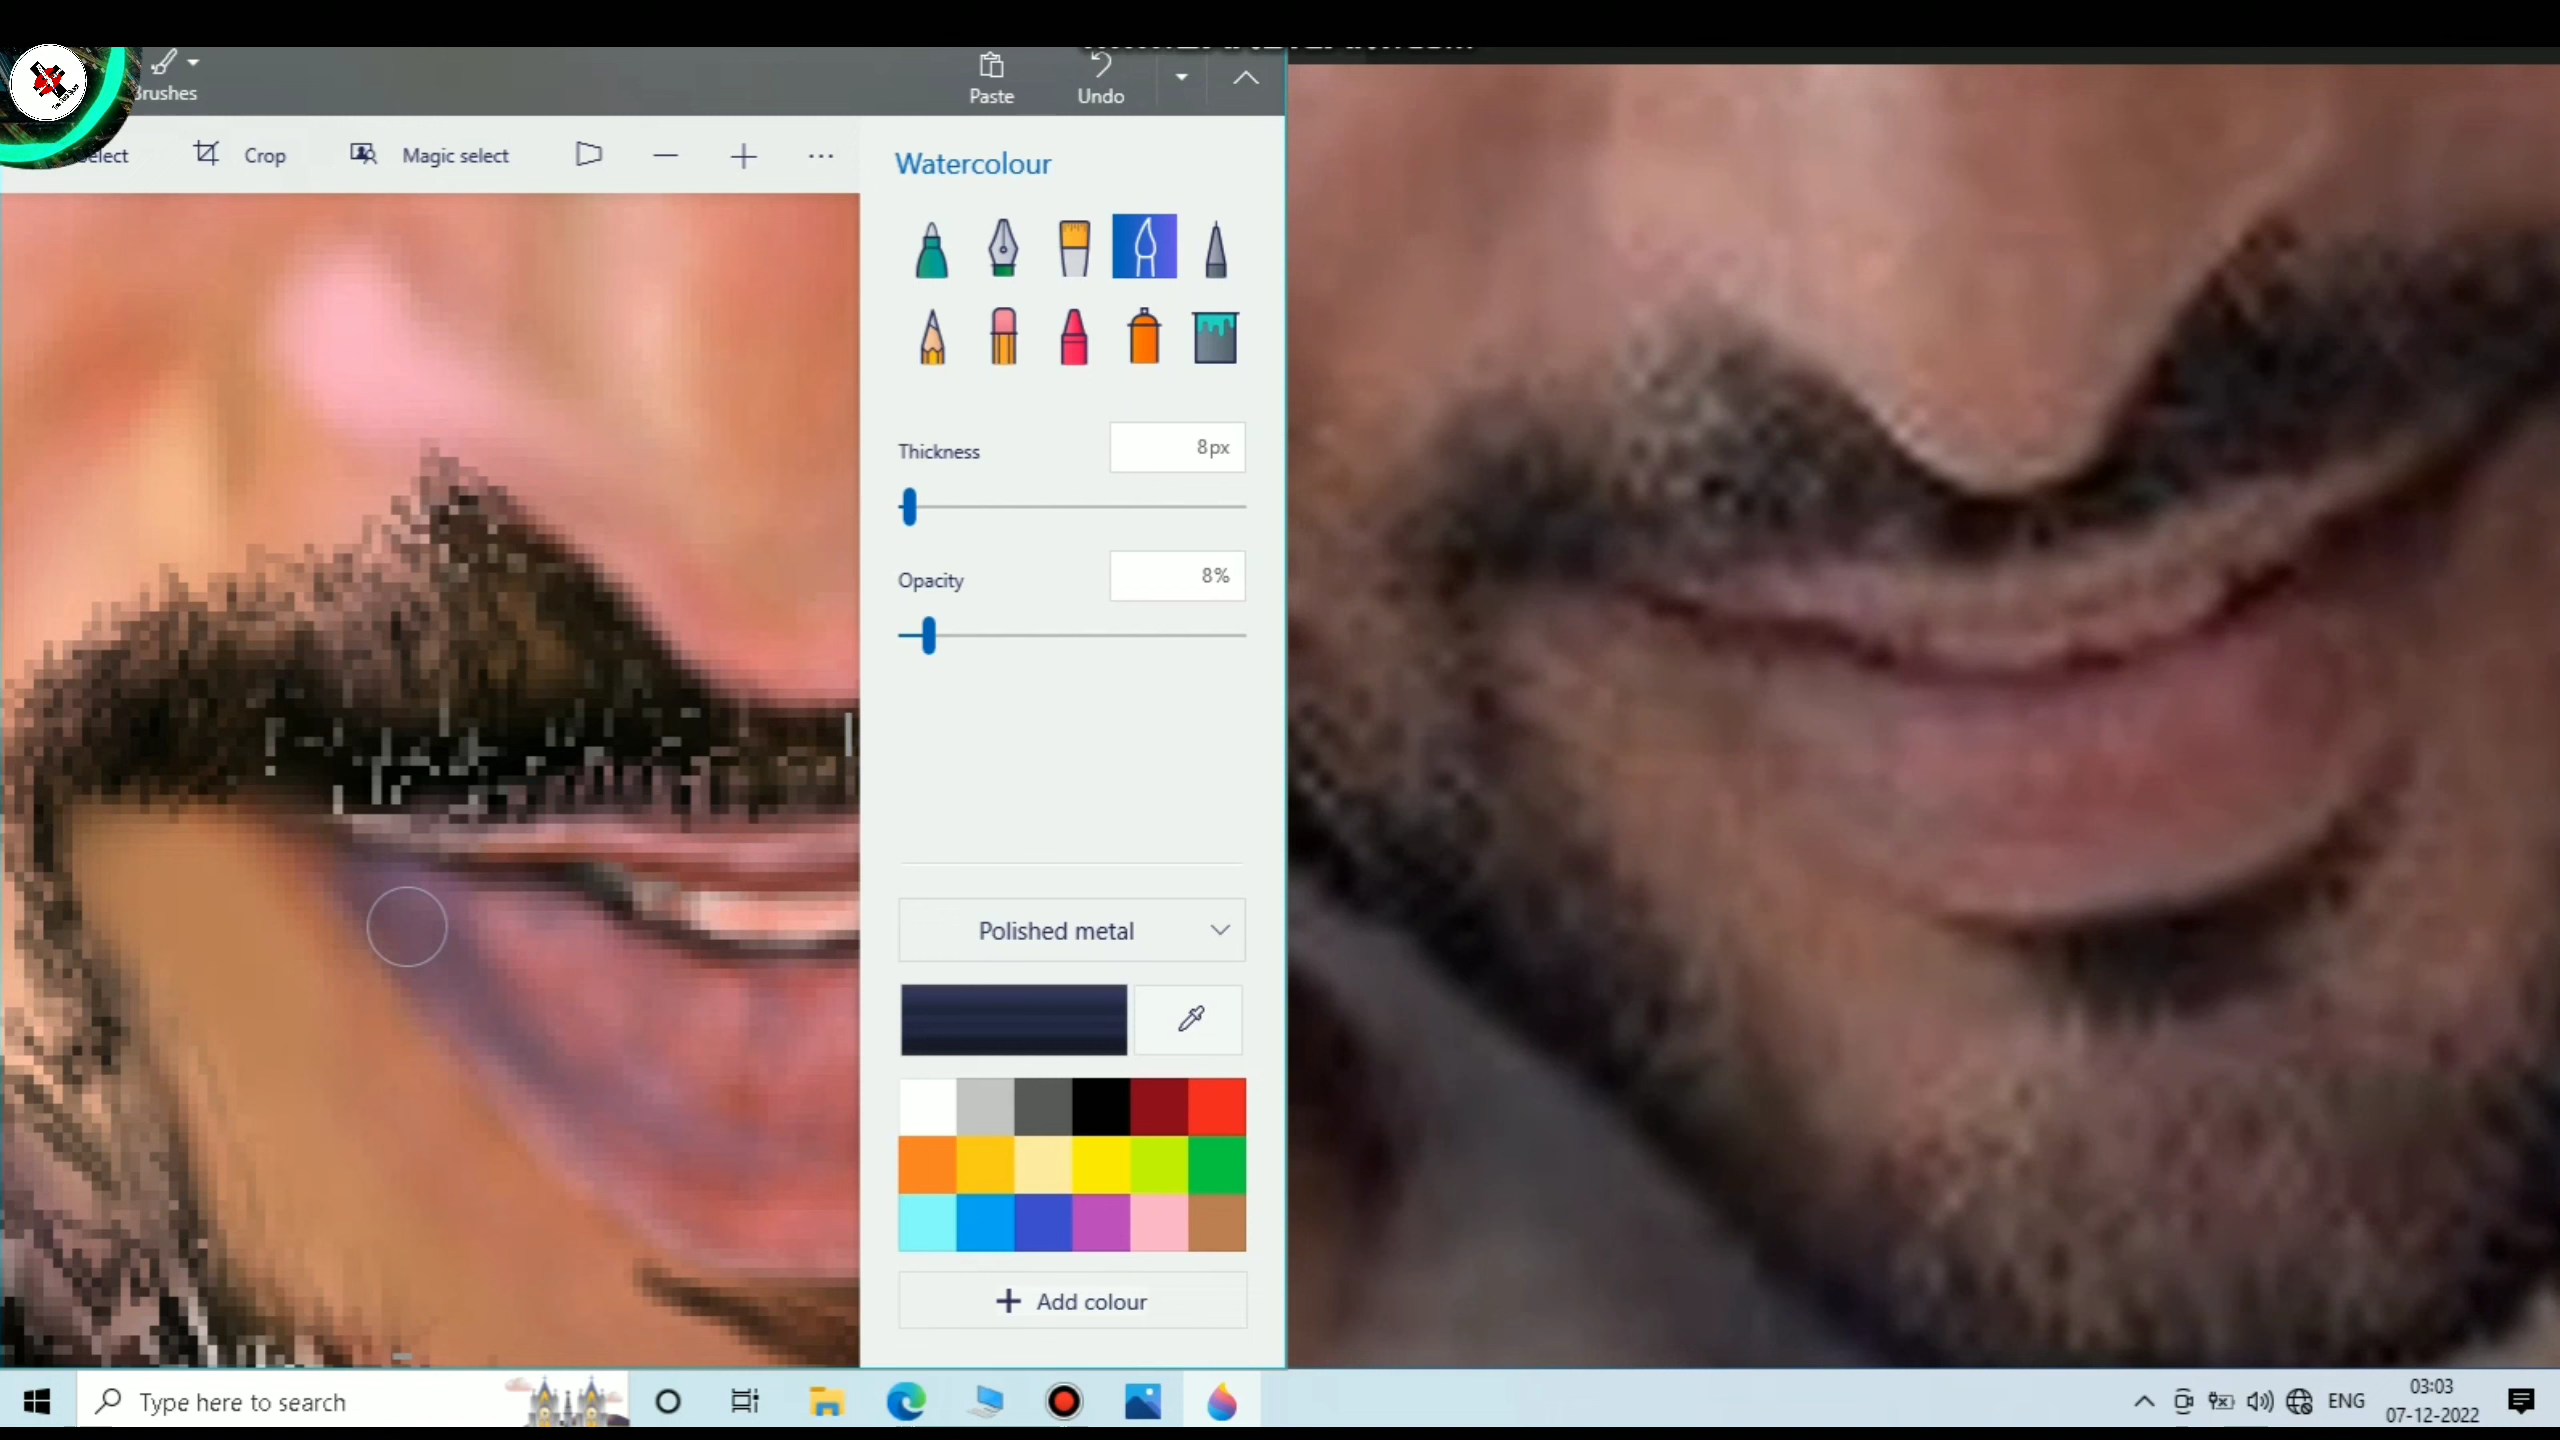 Brushes
Paste
Undo
Select
Crop
Magic select
Watercolour
Thickness
8px
Opacity
8%
Polished metal
Add colour
Type here to search
ENG
03:03
07-12-2022